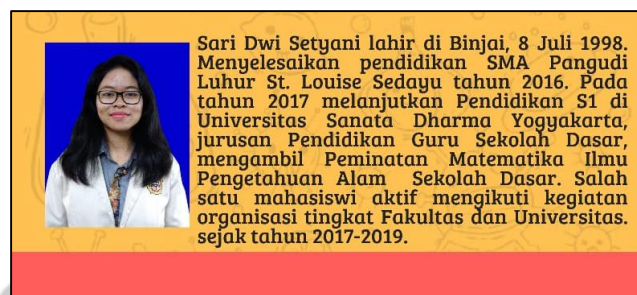 Sari Dwi Setyani lahir di Binjai, 8 Juli 1998.
Menyelesaikan pendidikan SMA Pangudi
Luhur St. Louise Sedayu tahun 2016. Pada
tahun 2017 melanjutkan Pendidikan S1 di
Universitas Sanata Dharma Yogyakarta,
jurusan Pendidikan Guru Sekolah Dasar,
mengambil Peminatan Matematika Ilmu
Pengetahuan Alam Sekolah Dasar. Salah
satu mahasiswi aktif mengikuti kegiatan
organisasi tingkat Fakultas dan Universitas.
sejak tahun 2017-2019.